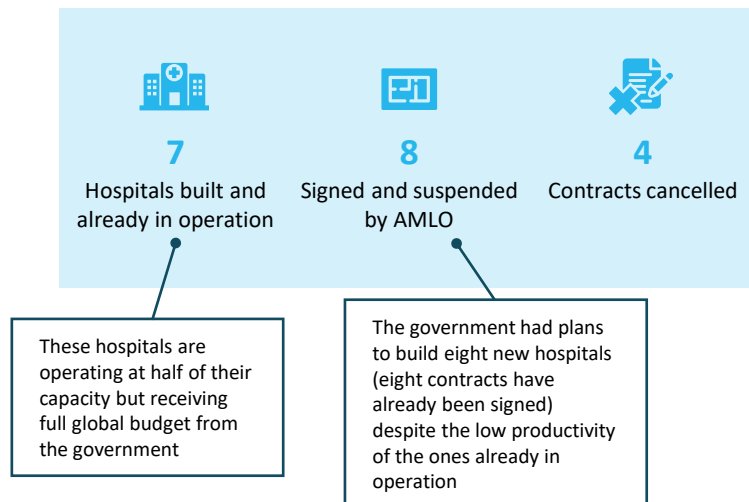 7
Hospitals built and
already in operation
8
Signed and suspended
by AMLO
4
Contracts cancelled
These hospitals are
operating at half of their
capacity but receiving
full global budget from
the government
The government had plans
to build eight new hospitals
(eight contracts have
already been signed)
despite the low productivity
of the ones already in
operation